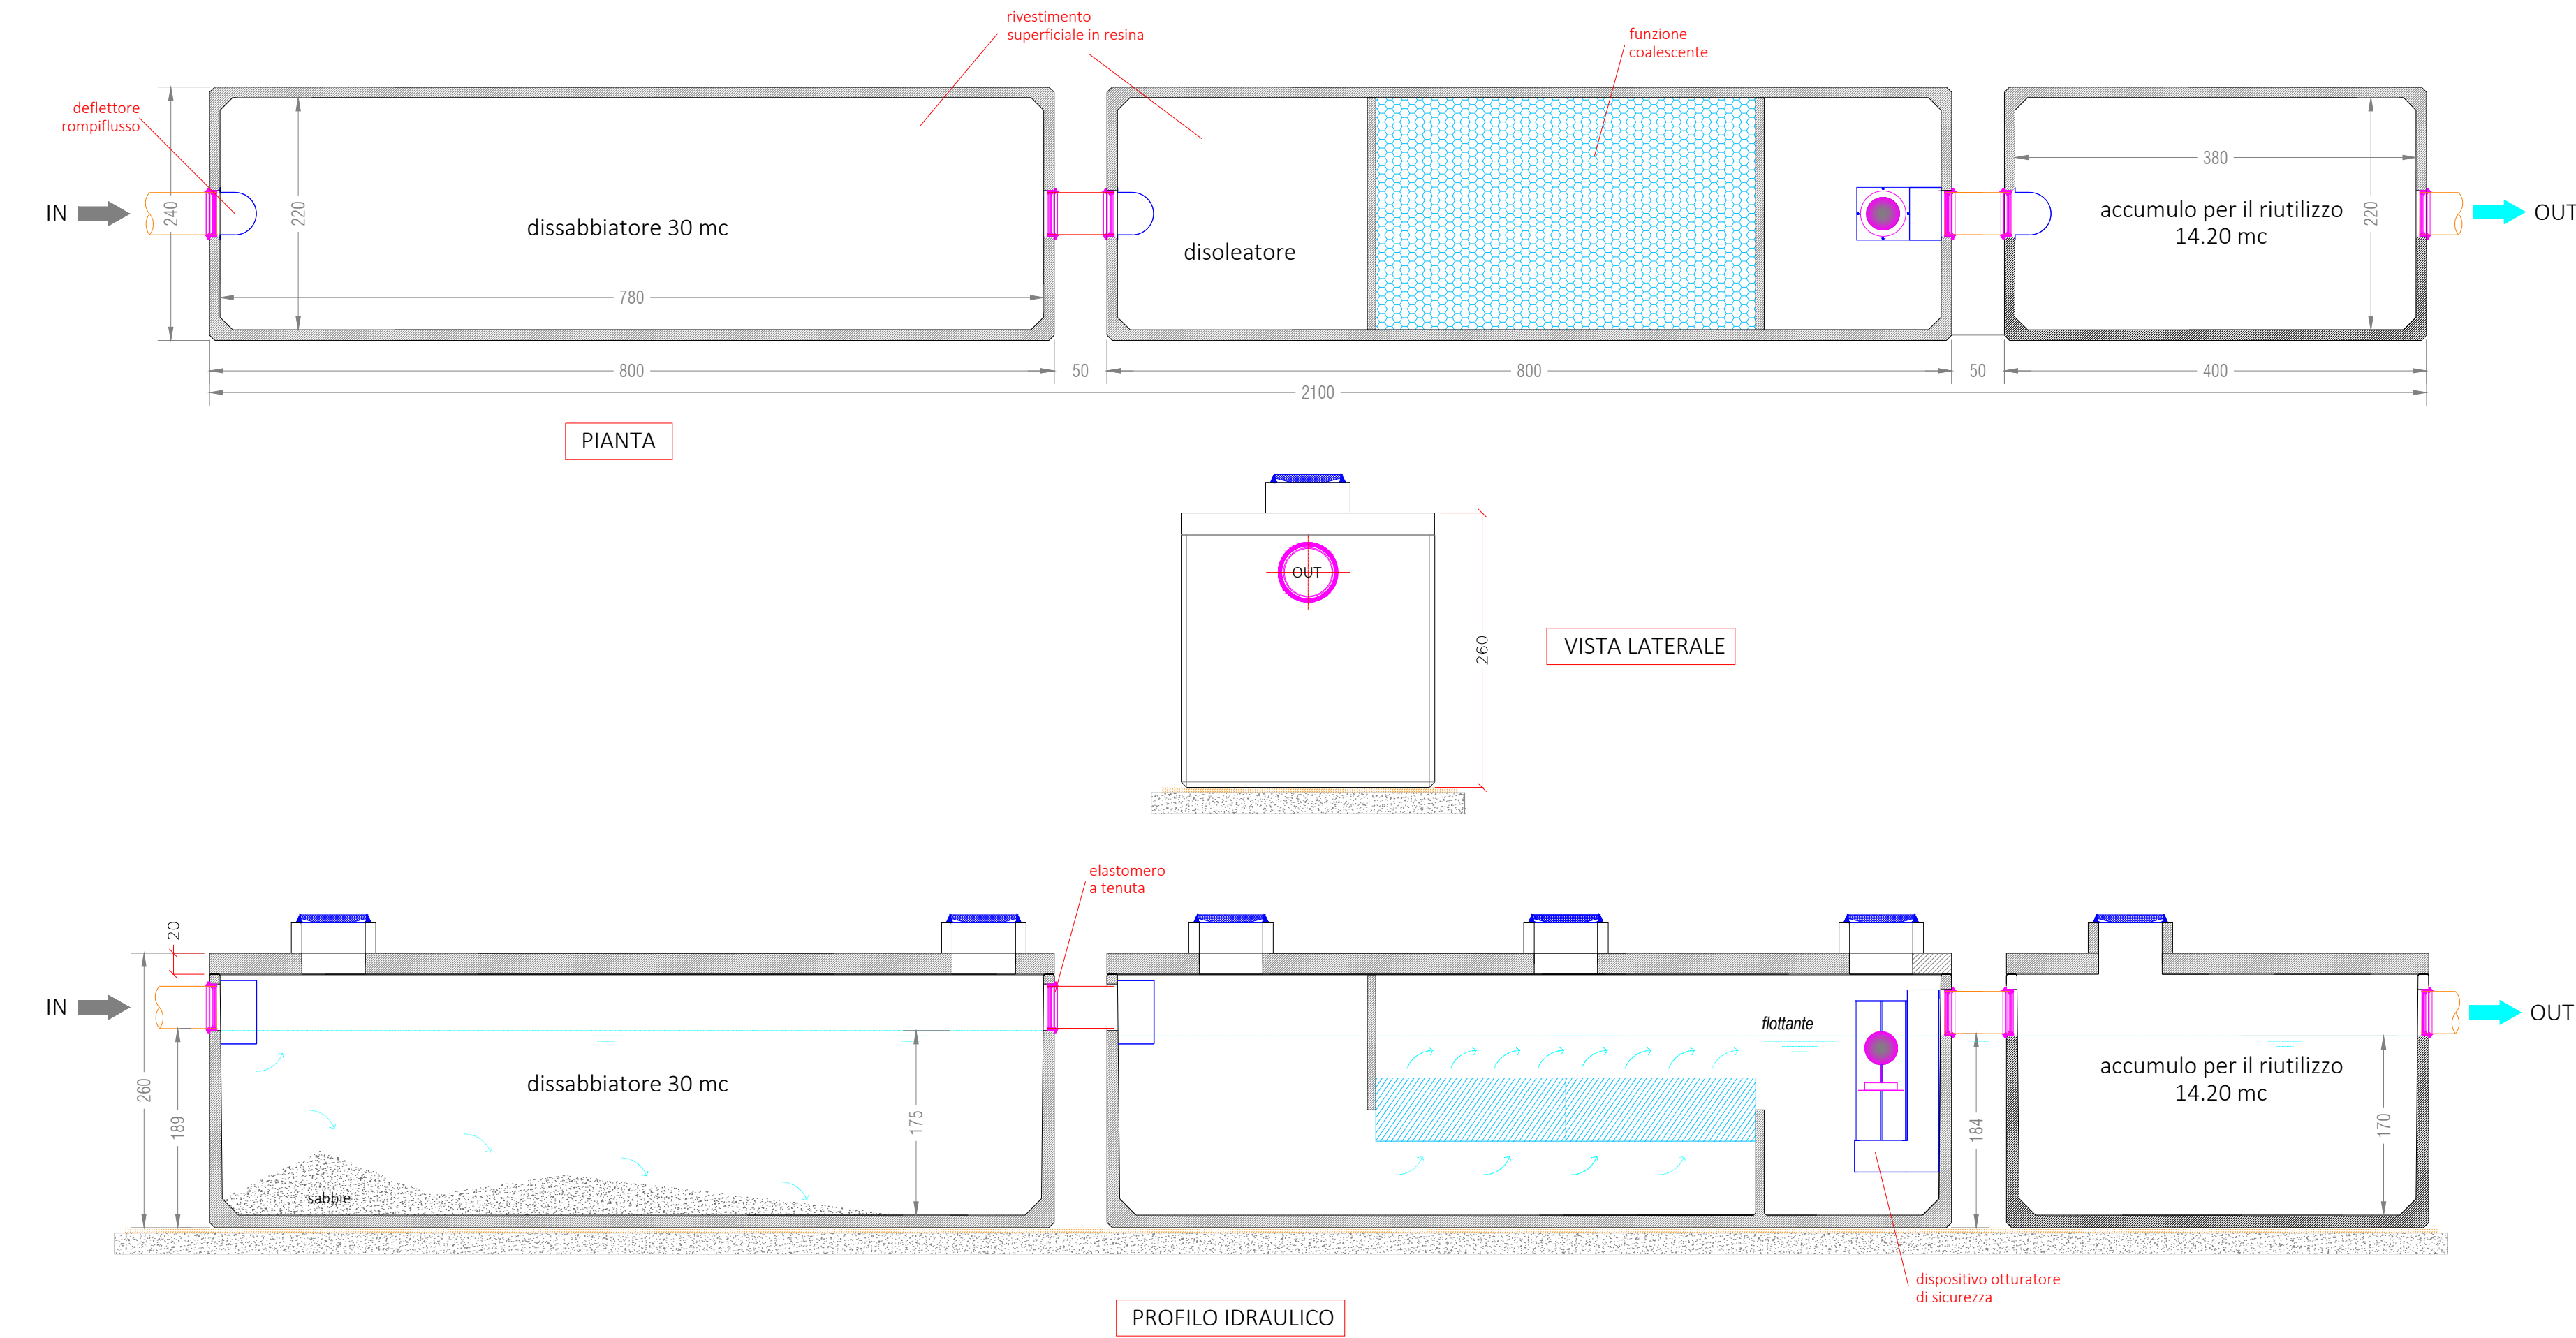 rivestimento
superficiale in resina
funzione
coalescente
deflettore
rompiflusso
IN
240
220
dissabbiatore 30 mc
780
disoleatore
380
accumulo per il riutilizzo
14.20 mc
220
OUT
800
50
800
50
400
2100
PIANTA
OUT
260
VISTA LATERALE
elastomero
a tenuta
20
IN
260
189
dissabbiatore 30 mc
175
sabbie
flottante
184
accumulo per il riutilizzo
14.20 mc
170
OUT
dispositivo otturatore
di sicurezza
PROFILO IDRAULICO